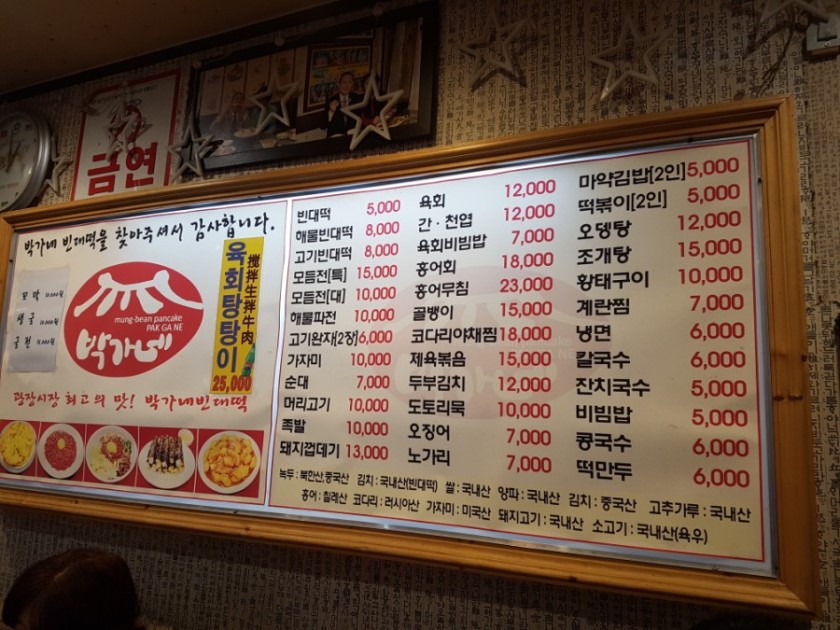 금연
박가네 빈대떡을 찾아주셔서 감사합니다.
꼬막 10,000원
생굴 10,000원
굴전
mung-bean pancake
PAK GA NE
박가네
육회탕탕이
25,000
광장시장 최고의 맛! 박가네빈대떡
빈대떡 5,000
해물빈대떡 8,000
고기빈대떡 8,000
모듬전[특] 15,000
모듬전[대] 10,000
해물파전 10,000
고기완자[2장] 6,000
가자미 10,000
순대 7,000
머리고기 10,000
족발 10,000
돼지껍데기 13,000
육회 12,000
간·천엽 12,000
육회비빔밥 7,000
홍어회 18,000
홍어무침 23,000
골뱅이 15,000
코다리야채찜 18,000
제육볶음 15,000
두부김치 12,000
도토리묵 10,000
오징어 7,000
노가리 7,000
마약김밥[2인] 5,000
떡볶이[2인] 5,000
오뎅탕 12,000
조개탕 15,000
황태구이 10,000
계란찜 7,000
냉면 6,000
칼국수 6,000
잔치국수 5,000
비빔밥 5,000
콩국수 6,000
떡만두 6,000
녹두:북한산,중국산 김치:국내산(빈대떡) 쌀:국내산 양파:국내산 김치:중국산 고추가루:국내산
홍어:칠레산 코다리:러시아산 가자미:미국산 돼지고기:국내산 소고기:국내산(육우)